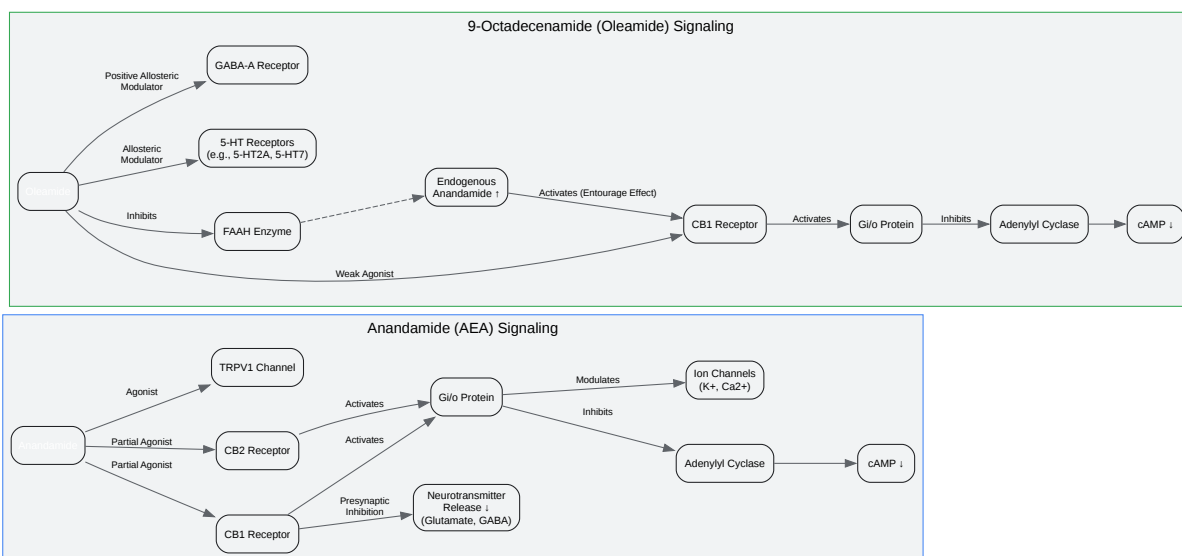 9-Octadecenamide (Oleamide) Signaling
GABA-A Receptor
Positive Allosteric
Modulator
5-HT Receptors
(e.g., 5-HT2A, 5-HT7)
Allosteric
Modulator
Endogenous
Anandamide ↑
Oleamide
Activates (Entourage Effect)
Inhibits
FAAH Enzyme
CB1 Receptor
Activates
Gi/o Protein
Inhibits
Adenylyl Cyclase
cAMP ↓
Weak Agonist
Anandamide (AEA) Signaling
TRPV1 Channel
Agonist
Modulates
Ion Channels
(K+, Ca2+)
Activates
Gi/o Protein
Inhibits
Anandamide
Partial Agonist
CB2 Receptor
Activates
Partial Agonist
Adenylyl Cyclase
cAMP ↓
Presynaptic
Inhibition
Neurotransmitter
Release ↓
(Glutamate, GABA)
CB1 Receptor